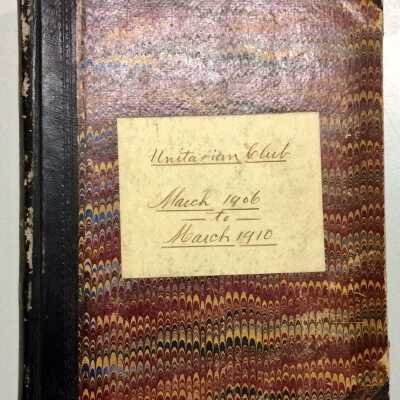 Unitarian Club
March 1906
to
March 1910